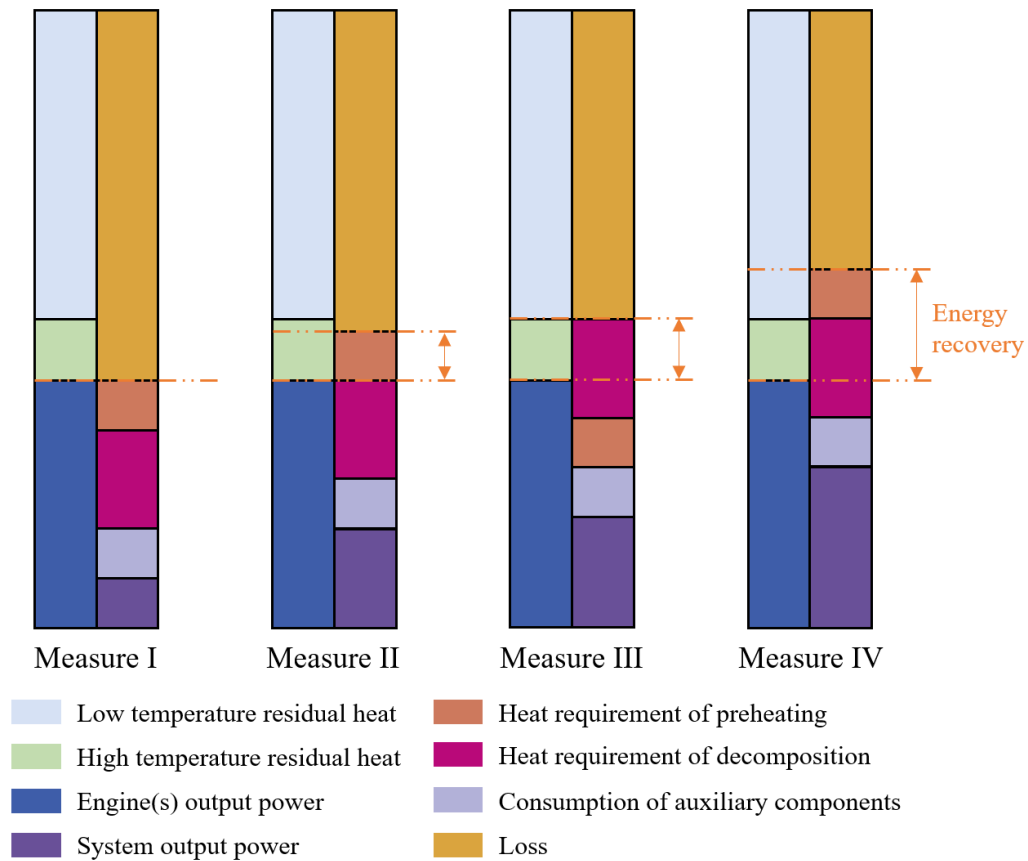 Energy
recovery
Measure I
Measure II
Measure III
Measure IV
Low temperature residual heat
High temperature residual heat
Engine(s) output power
System output power
Heat requirement of preheating
Heat requirement of decomposition
Consumption of auxiliary components
Loss